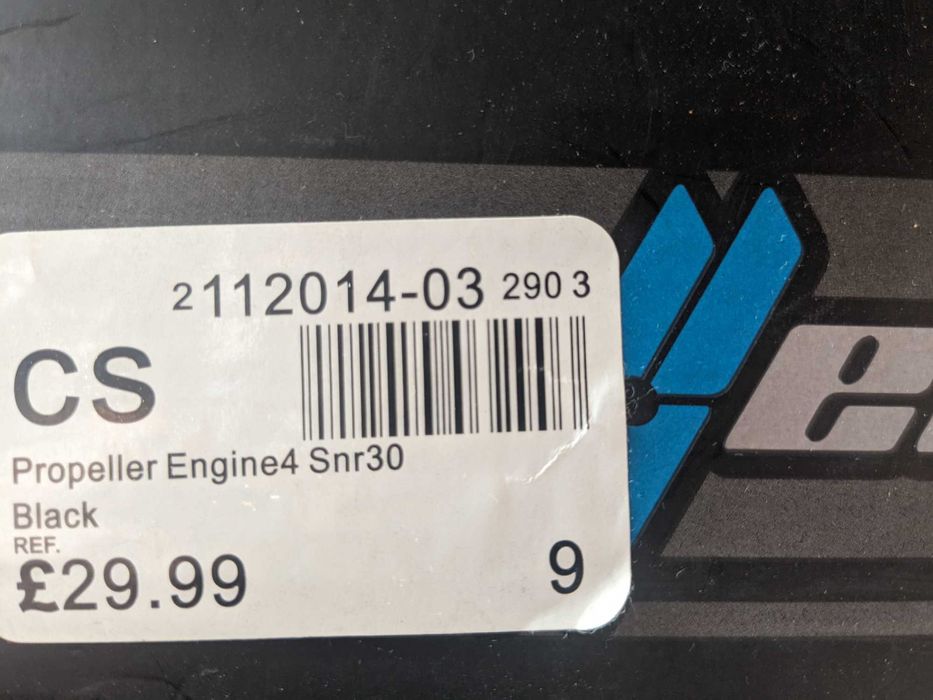 2112014-03 290 3
CS
Propeller Engine4 Snr30
Black
REF.
£29.99
9